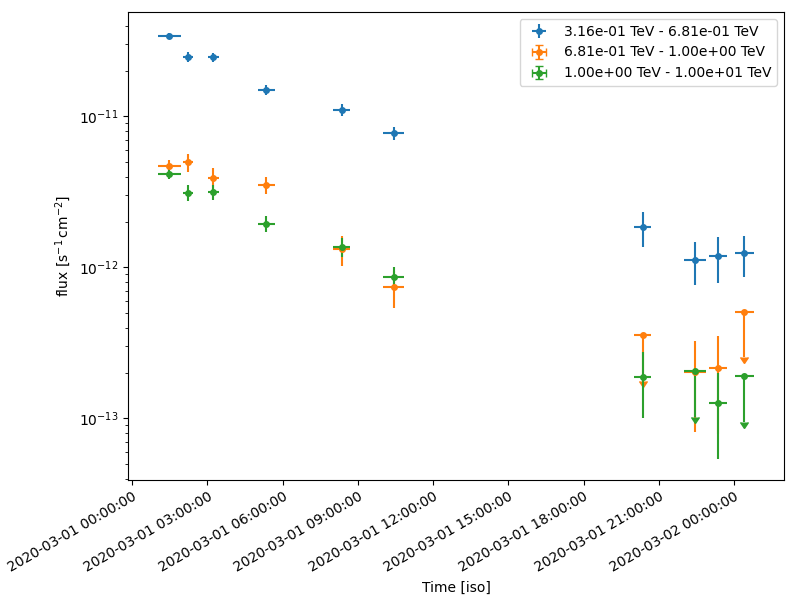 3.16e-01 TeV - 6.81e-01 TeV
6.81e-01 TeV - 1.00e+00 TeV
1.00e+00 TeV - 1.00e+01 TeV
flux [s⁻¹ cm⁻²]
10⁻¹¹
10⁻¹²
10⁻¹³
2020-03-01 00:00:00
2020-03-01 03:00:00
2020-03-01 06:00:00
2020-03-01 09:00:00
2020-03-01 12:00:00
2020-03-01 15:00:00
2020-03-01 18:00:00
2020-03-01 21:00:00
2020-03-02 00:00:00
Time [iso]